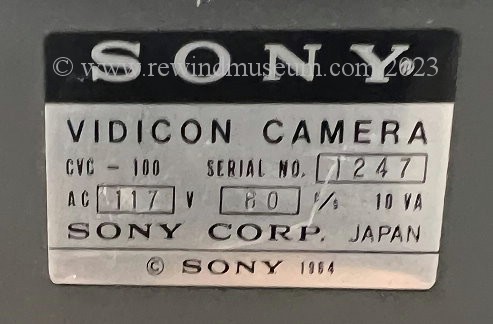 SONY
© www.rewindmuseum.com 2023
VIDICON CAMERA
CVC - 100 SERIAL NO. 1247
AC 117 V 60 c/s 10 VA
SONY CORP. JAPAN
© SONY 1964